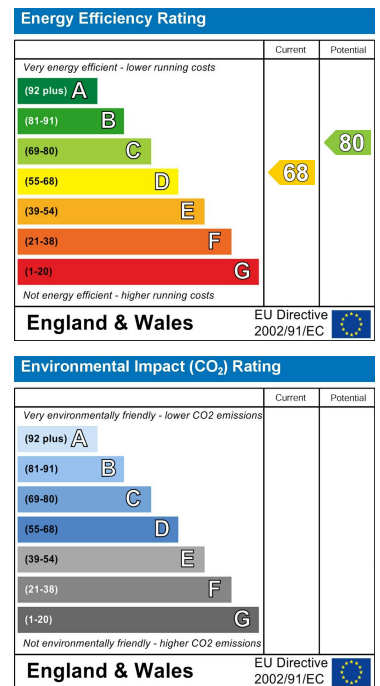 Energy Efficiency Rating
Current Potential
Very energy efficient - lower running costs
(92 plus) A
(81-91) B
(69-80) C
(55-68) D
(39-54) E
(21-38) F
(1-20) G
68
80
Not energy efficient - higher running costs
England & Wales
EU Directive
2002/91/EC
Environmental Impact (CO₂) Rating
Current Potential
Very environmentally friendly - lower CO2 emissions
(92 plus) A
(81-91) B
(69-80) C
(55-68) D
(39-54) E
(21-38) F
(1-20) G
Not environmentally friendly - higher CO2 emissions
England & Wales
EU Directive
2002/91/EC